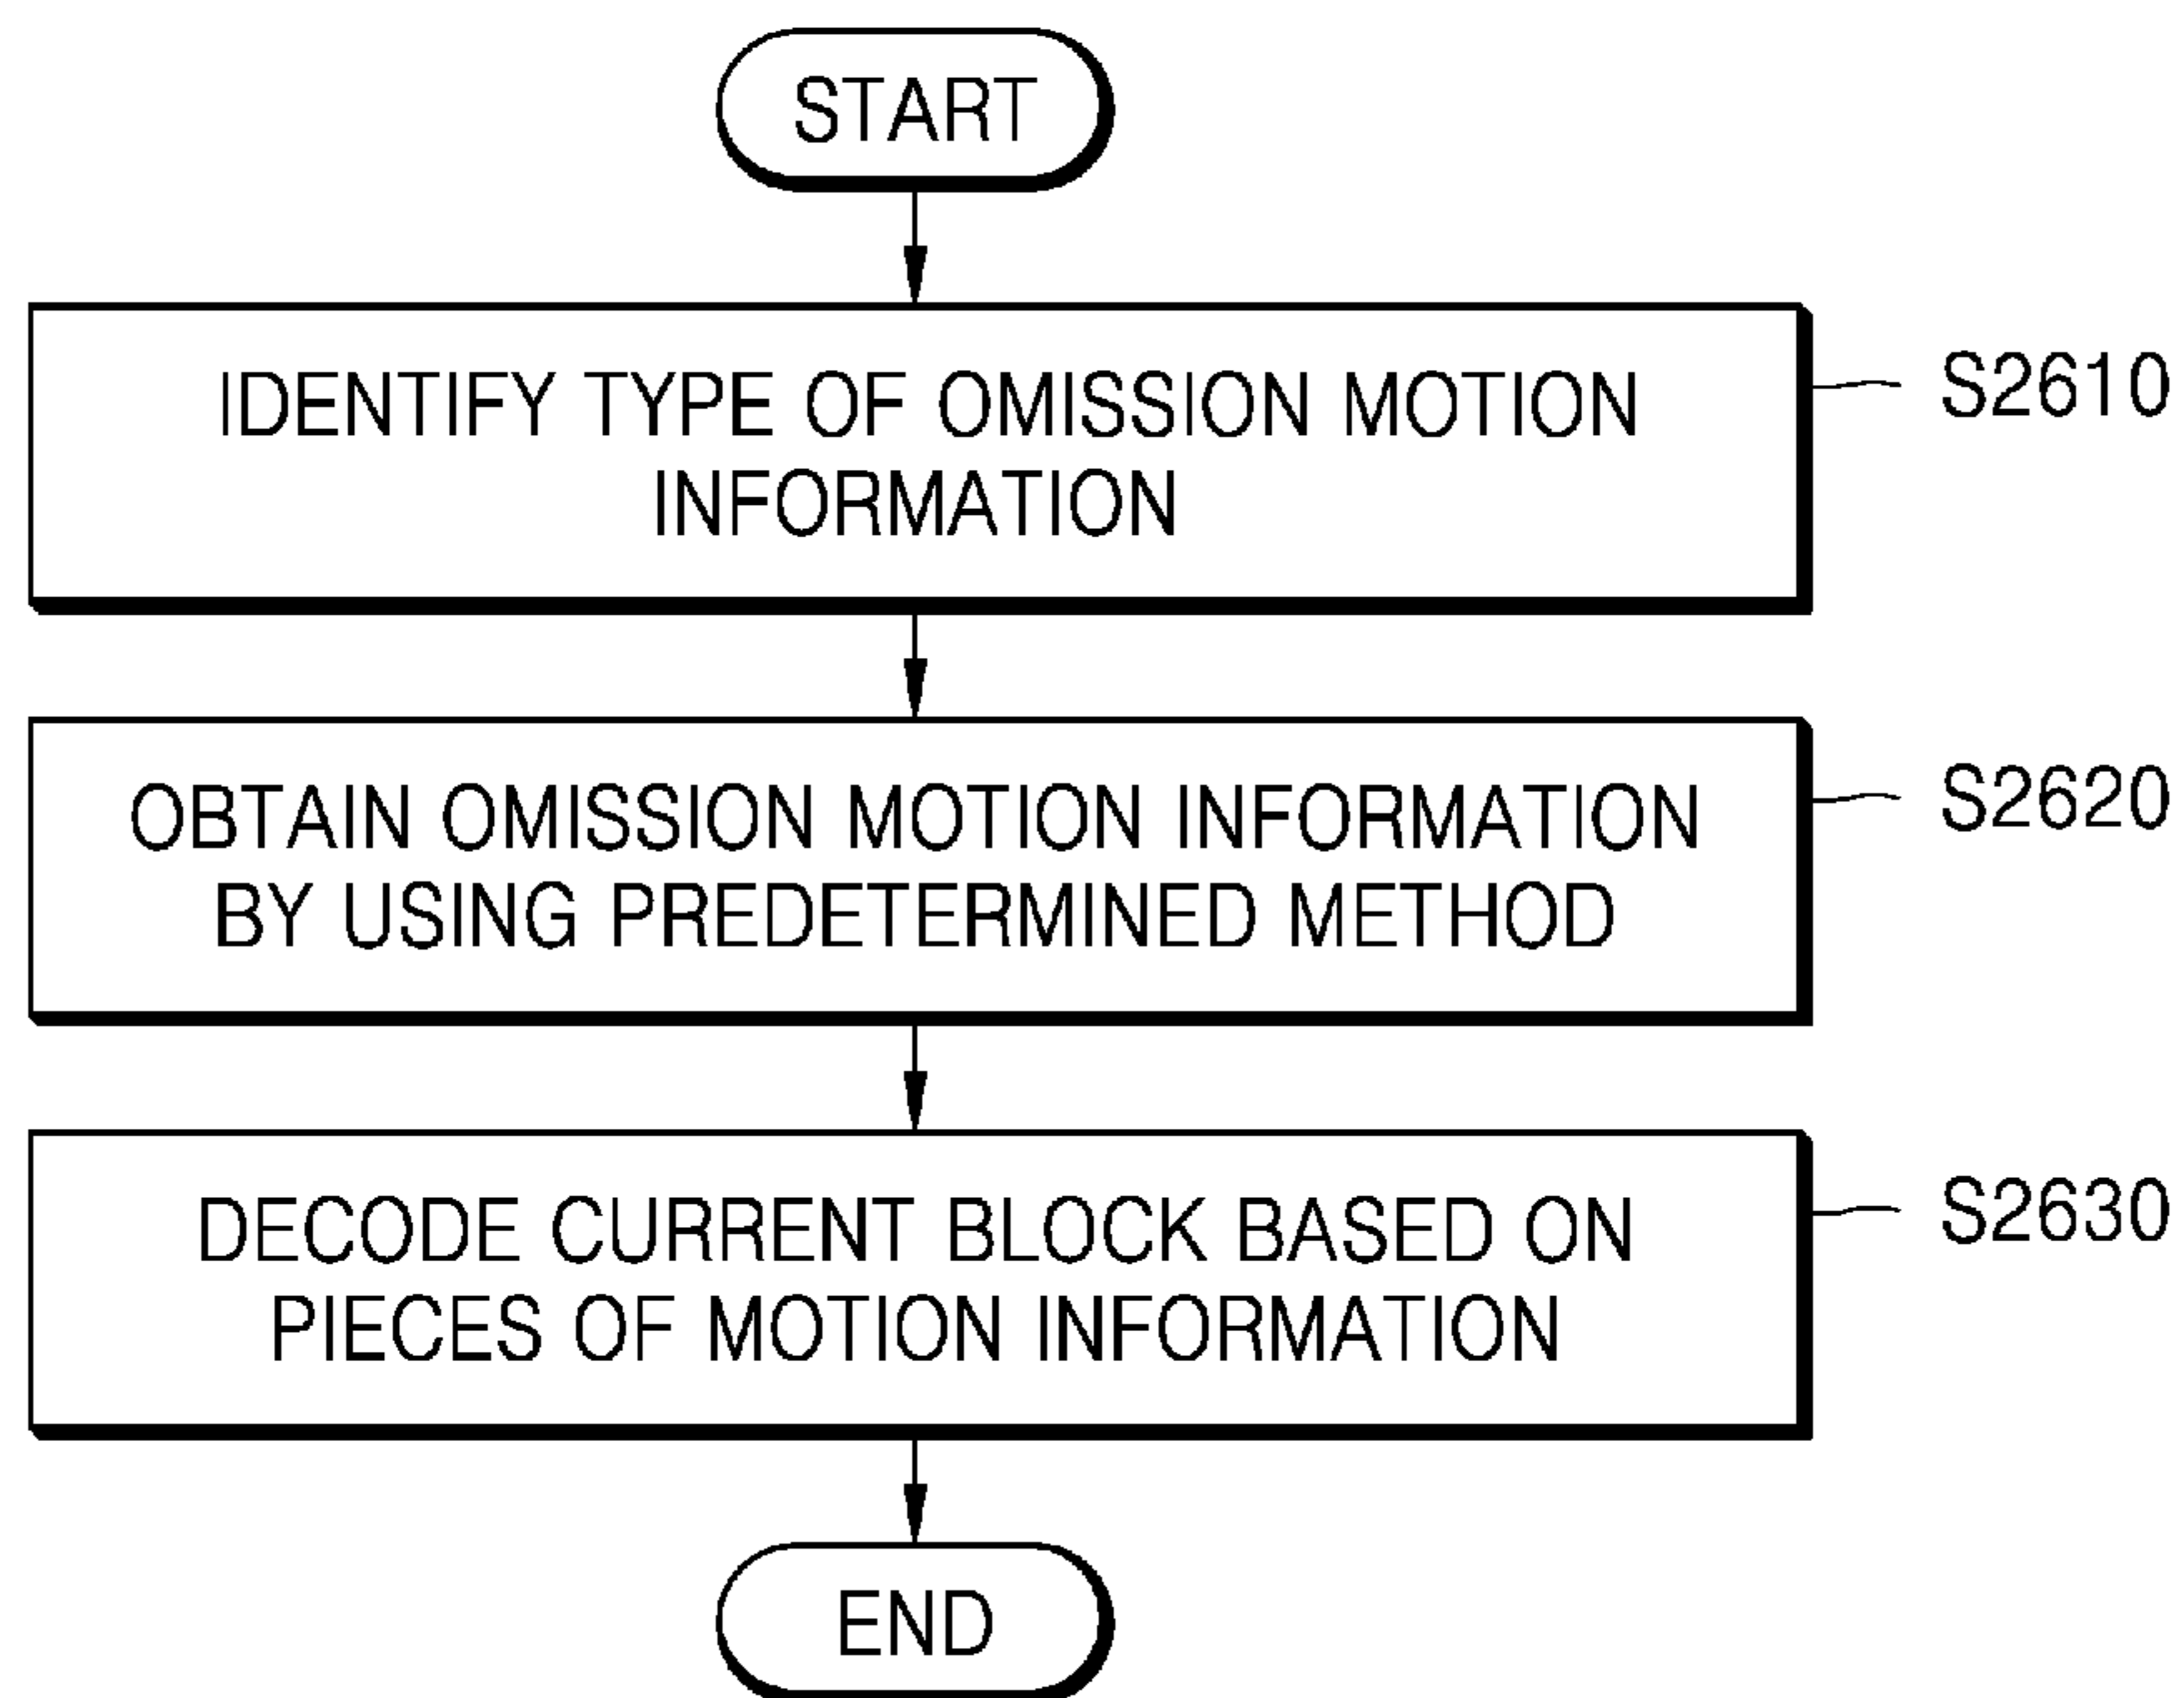 START
IDENTIFY TYPE OF OMISSION MOTION
INFORMATION
S2610
OBTAIN OMISSION MOTION INFORMATION
BY USING PREDETERMINED METHOD
S2620
DECODE CURRENT BLOCK BASED ON
PIECES OF MOTION INFORMATION
S2630
END